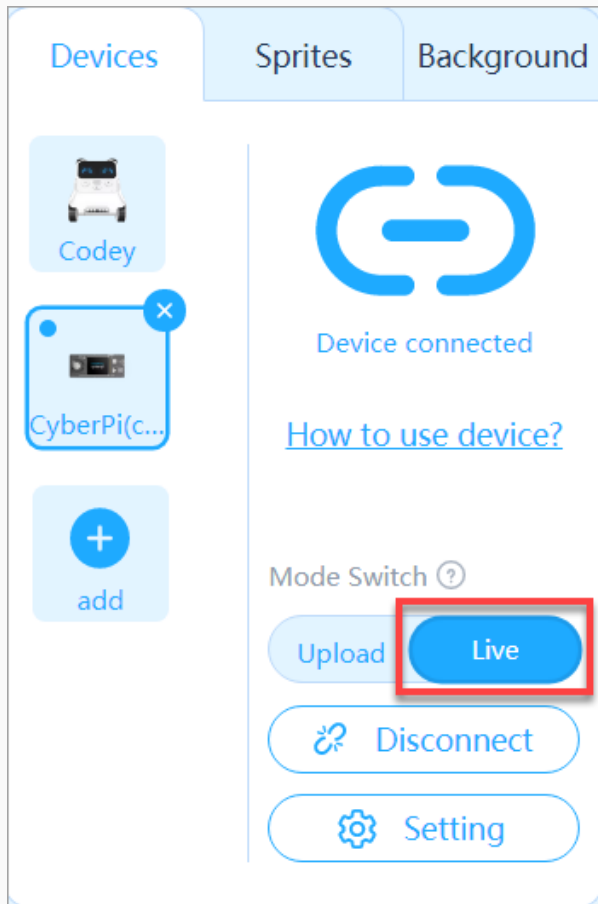 Devices
Sprites
Background
Codey
CyberPi(c...
add
Device connected
How to use device?
Mode Switch ?
Upload
Live
Disconnect
Setting